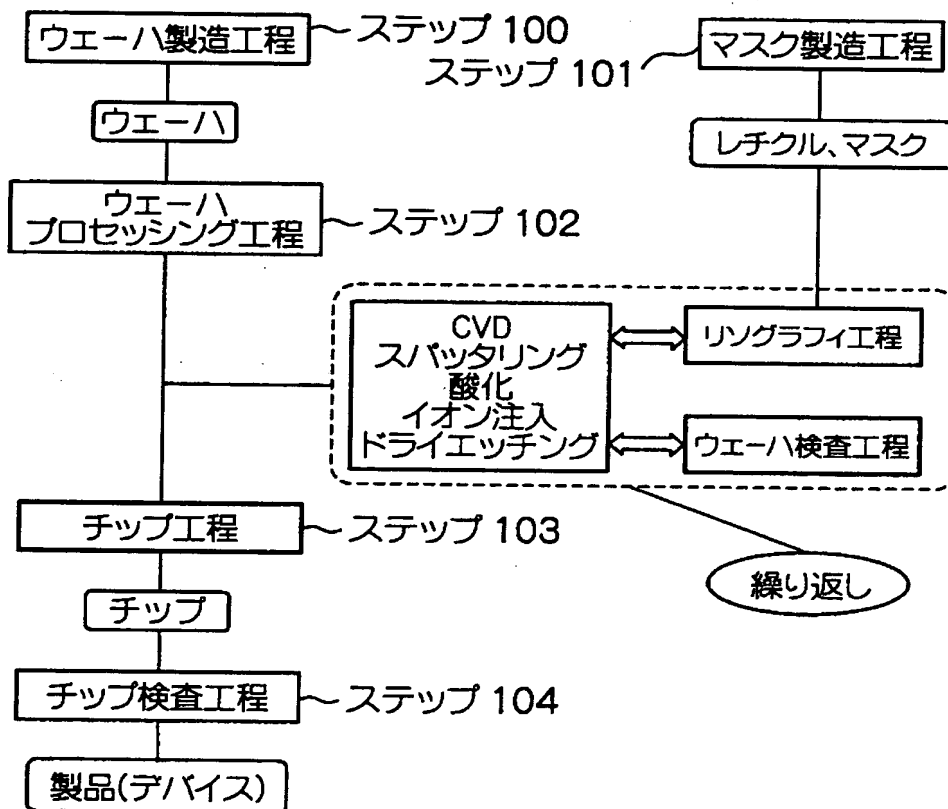 ウェーハ製造工程
ステップ 100
ステップ 101
マスク製造工程
ウェーハ
レチクル、マスク
ウェーハ
プロセッシング工程
ステップ 102
CVD
スパッタリング
酸化
イオン注入
ドライエッチング
リソグラフィ工程
ウェーハ検査工程
チップ工程
ステップ 103
繰り返し
チップ
チップ検査工程
ステップ 104
製品(デバイス)